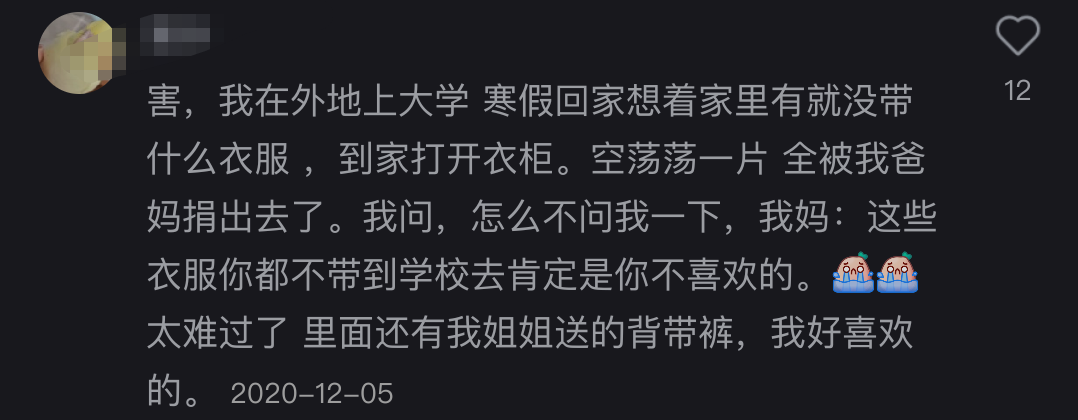 害，我在外地上大学 寒假回家想着家里有就没带
12
什么衣服 ，到家打开衣柜。空荡荡一片 全被我爸
妈捐出去了。我问，怎么不问我一下，我妈：这些
衣服你都不带到学校去肯定是你不喜欢的。
太难过了 里面还有我姐姐送的背带裤，我好喜欢
的。 2020-12-05